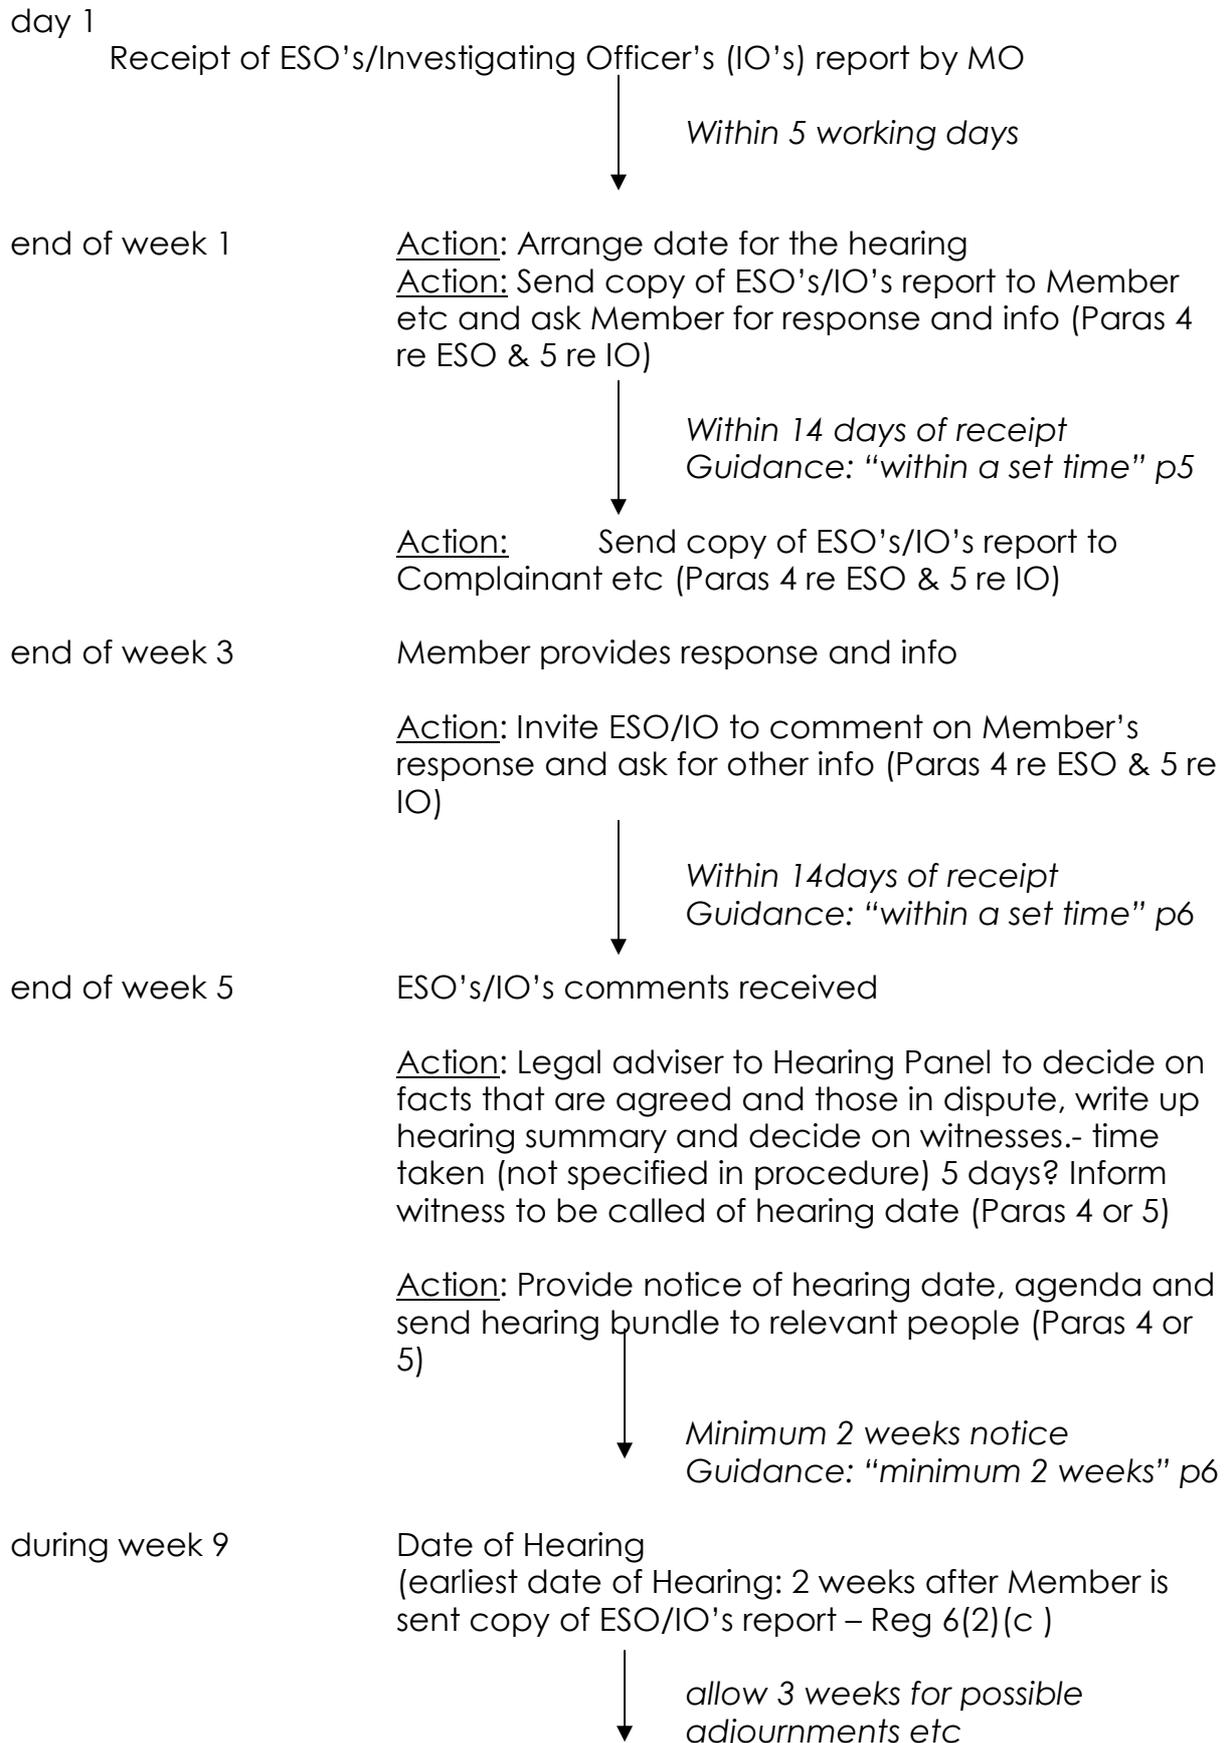 day 1
Receipt of ESO’s/Investigating Officer’s (IO’s) report by MO
Within 5 working days
end of week 1 Action: Arrange date for the hearing
Action: Send copy of ESO’s/IO’s report to Member
etc and ask Member for response and info (Paras 4
re ESO & 5 re IO)
Within 14 days of receipt
Guidance: “within a set time” p5
Action: Send copy of ESO’s/IO’s report to
Complainant etc (Paras 4 re ESO & 5 re IO)
end of week 3 Member provides response and info
Action: Invite ESO/IO to comment on Member’s
response and ask for other info (Paras 4 re ESO & 5 re
IO)
Within 14days of receipt
Guidance: “within a set time” p6
end of week 5 ESO’s/IO’s comments received
Action: Legal adviser to Hearing Panel to decide on
facts that are agreed and those in dispute, write up
hearing summary and decide on witnesses.- time
taken (not specified in procedure) 5 days? Inform
witness to be called of hearing date (Paras 4 or 5)
Action: Provide notice of hearing date, agenda and
send hearing bundle to relevant people (Paras 4 or
5)
Minimum 2 weeks notice
Guidance: “minimum 2 weeks” p6
during week 9 Date of Hearing
(earliest date of Hearing: 2 weeks after Member is
sent copy of ESO/IO’s report – Reg 6(2)(c )
allow 3 weeks for possible
adjournments etc